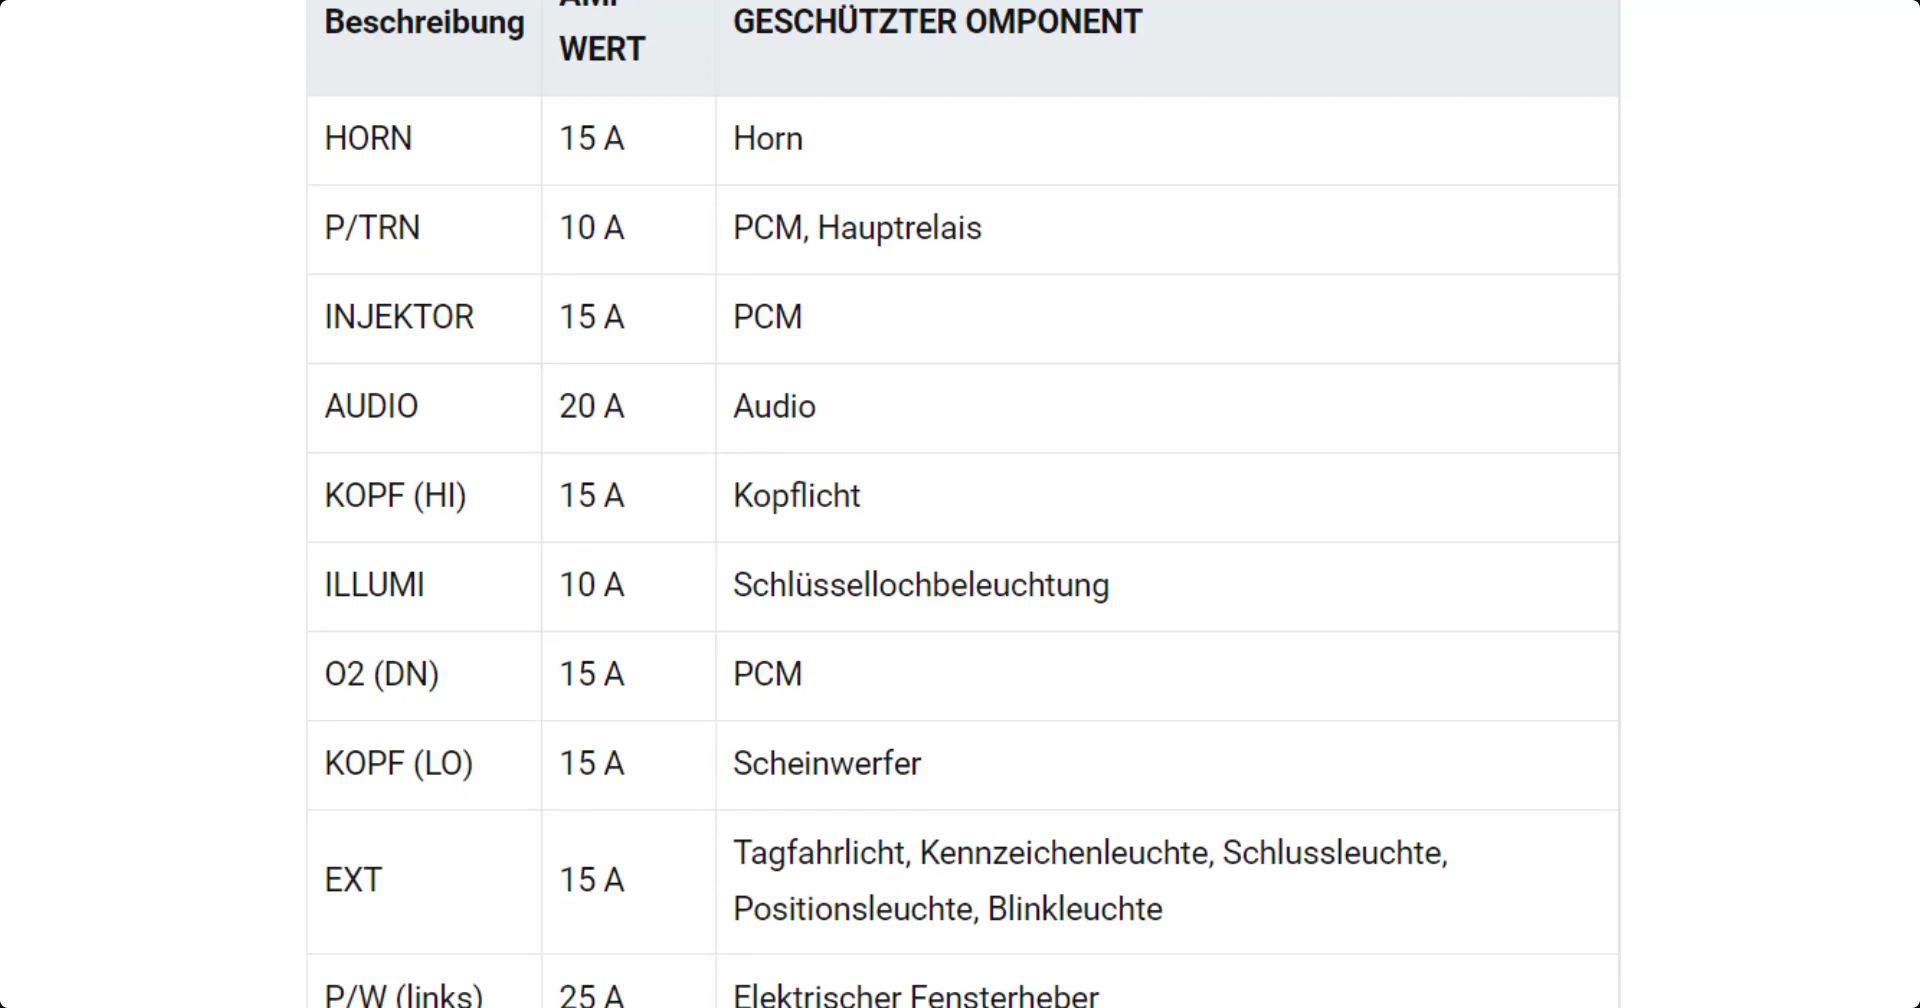 Beschreibung
WERT
GESCHÜTZTER OMPONENT
HORN 15 A Horn
P/TRN 10 A PCM, Hauptrelais
INJEKTOR 15 A PCM
AUDIO 20 A Audio
KOPF (HI) 15 A Kopflicht
ILLUMI 10 A Schlüssellochbeleuchtung
O2 (DN) 15 A PCM
KOPF (LO) 15 A Scheinwerfer
EXT 15 A Tagfahrlicht, Kennzeichenleuchte, Schlussleuchte,
Positionsleuchte, Blinkleuchte
P/W (links) 25 A Elektrischer Fensterheber